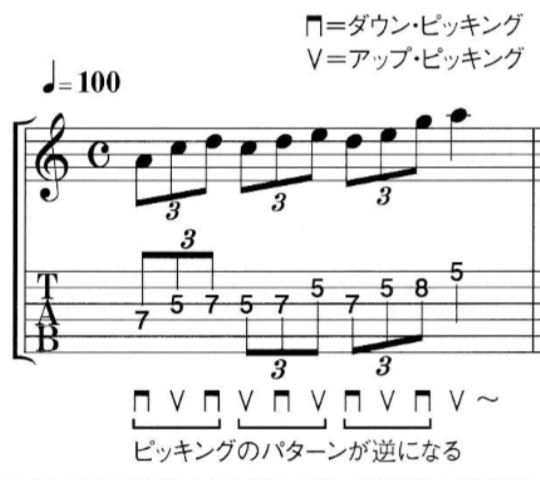 ⊓=ダウン・ピッキング
V=アップ・ピッキング
♩=100
3 3 3
3
T A B
7 5 7 5 7 5 7 5 8 5
3 3
⊓ V ⊓ V ⊓ V ⊓ V ⊓ V ～
ピッキングのパターンが逆になる